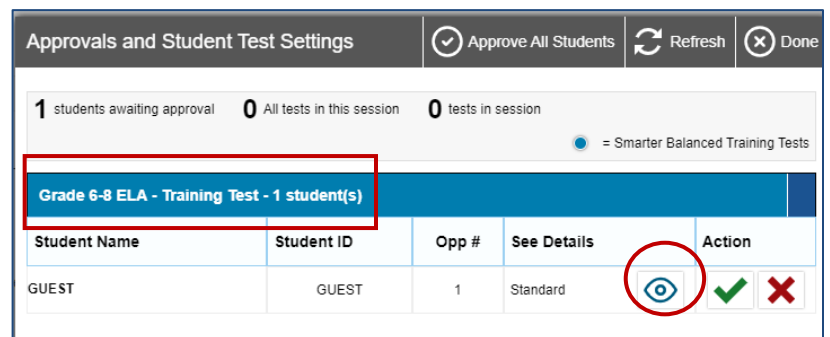 Approvals and Student Test Settings Approve All Students Refresh Done
1 students awaiting approval 0 All tests in this session 0 tests in session
= Smarter Balanced Training Tests
Grade 6-8 ELA - Training Test - 1 student(s)
Student Name Student ID Opp # See Details Action
GUEST GUEST 1 Standard